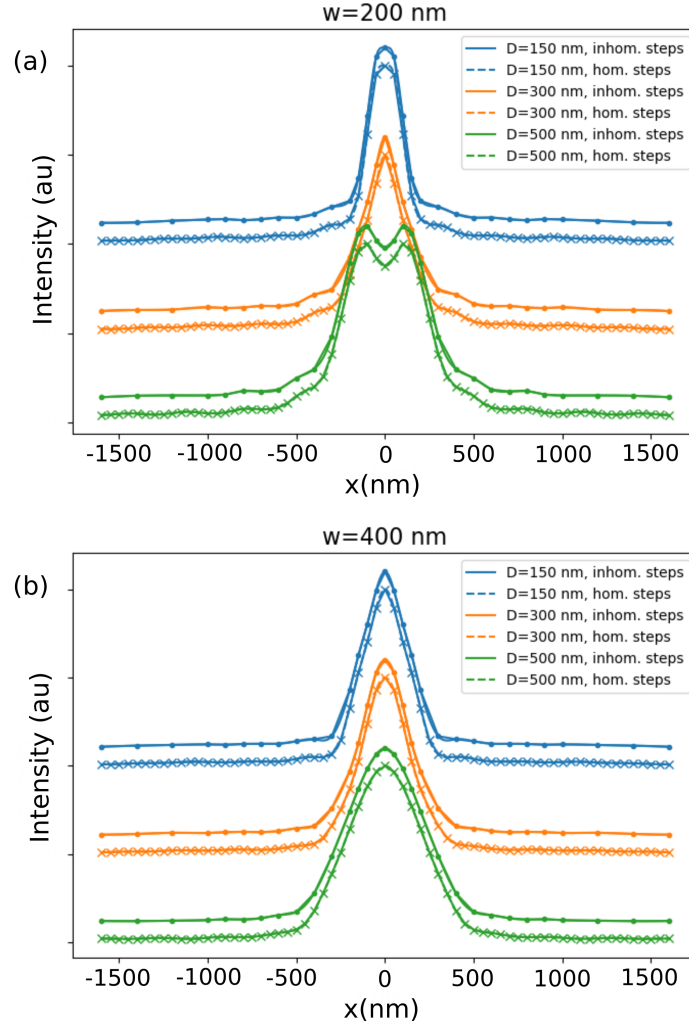 w=200 nm
(a)
D=150 nm, inhom. steps
D=150 nm, hom. steps
D=300 nm, inhom. steps
D=300 nm, hom. steps
D=500 nm, inhom. steps
D=500 nm, hom. steps
Intensity (au)
-1500 -1000 -500 0 500 1000 1500
x(nm)
w=400 nm
(b)
D=150 nm, inhom. steps
D=150 nm, hom. steps
D=300 nm, inhom. steps
D=300 nm, hom. steps
D=500 nm, inhom. steps
D=500 nm, hom. steps
Intensity (au)
-1500 -1000 -500 0 500 1000 1500
x(nm)